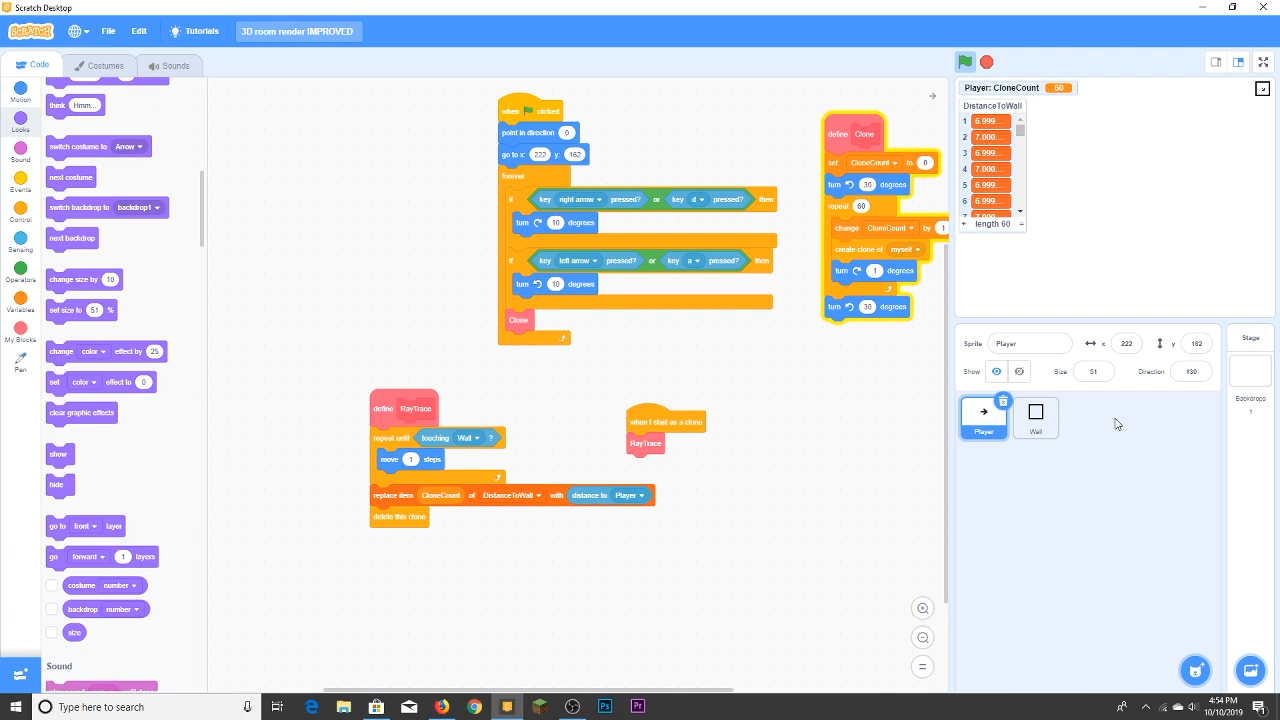 Scratch Desktop
SCRATCH File Edit Tutorials 3D room render IMPROVED
Code Costumes Sounds
Motion
Looks
Sound
Events
Control
Sensing
Operators
Variables
My Blocks
Pen
think Hmm...
switch costume to Arrow
next costume
switch backdrop to backdrop1
next backdrop
change size by 10
set size to 51 %
change color effect by 25
set color effect to 0
clear graphic effects
show
hide
go to front layer
go forward 1 layers
costume number
backdrop number
size
Sound
when clicked
point in direction 0
go to x: 222 y: 162
forever
if key right arrow pressed? or key d pressed? then
turn 10 degrees
if key left arrow pressed? or key a pressed? then
turn 10 degrees
Clone
define Clone
set CloneCount to 0
turn 30 degrees
repeat 60
change CloneCount by 1
create clone of myself
turn 1 degrees
turn 30 degrees
define RayTrace
repeat until touching Wall ?
move 1 steps
replace item CloneCount of DistanceToWall with distance to Player
delete this clone
when I start as a clone
RayTrace
Player: CloneCount 60
DistanceToWall
1 6.999...
2 7.000...
3 6.999...
4 7.000...
5 6.999...
6 6.999...
7 7.000...
+ length 60 =
Sprite Player x 222 y 162
Show Size 51 Direction 130
Player
Wall
Stage
Backdrops
1
Type here to search
Ps
Pr
4:54 PM
10/10/2019